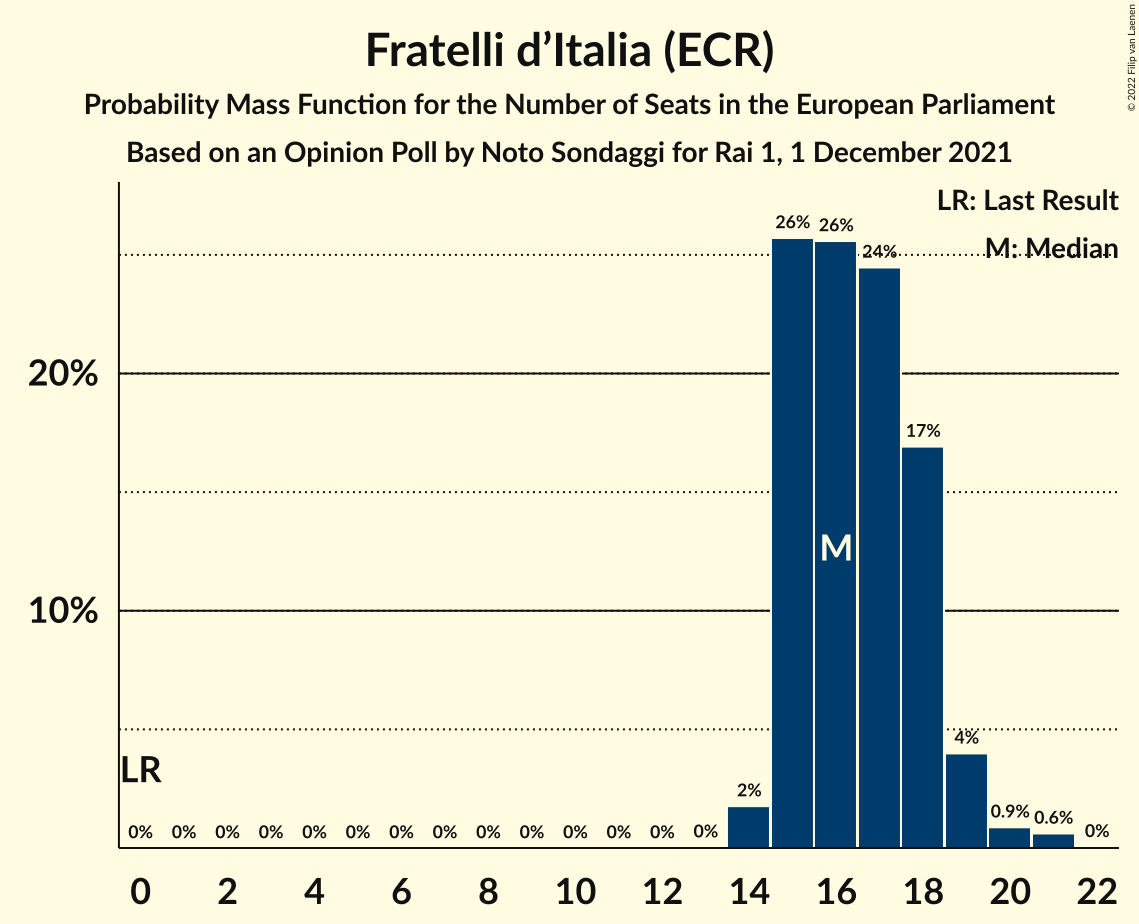 Fratelli d’Italia (ECR)
Probability Mass Function for the Number of Seats in the European Parliament
Based on an Opinion Poll by Noto Sondaggi for Rai 1, 1 December 2021
© 2022 Filip van Laenen
LR: Last Result
M: Median
26% 26% 24% 17% 4% 2% 0.9% 0.6% 0%
20%
10%
M
LR
0% 0% 0% 0% 0% 0% 0% 0% 0% 0% 0% 0% 0% 0%
0 2 4 6 8 10 12 14 16 18 20 22